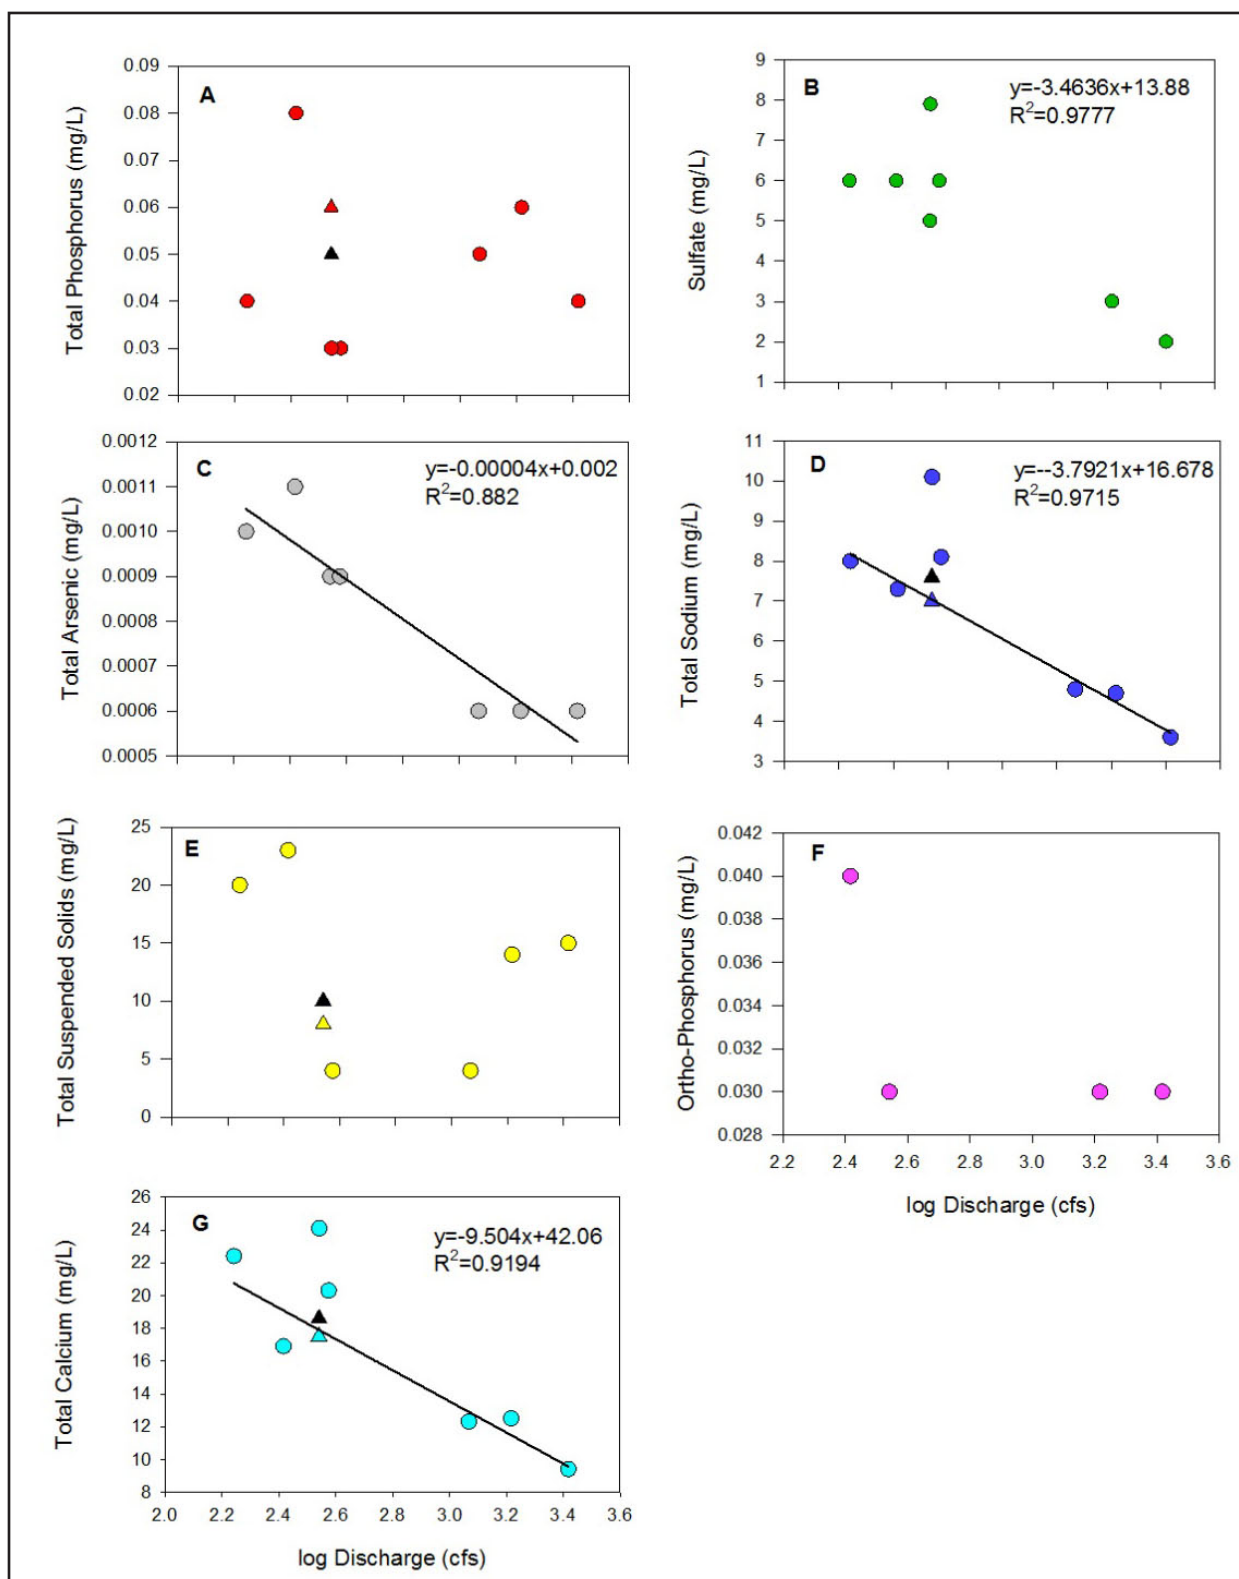 A
Total Phosphorus (mg/L)
0.09
0.08
0.07
0.06
0.05
0.04
0.03
0.02
B
y=-3.4636x+13.88
R2=0.9777
Sulfate (mg/L)
9
8
7
6
5
4
3
2
1
C
y=-0.00004x+0.002
R2=0.882
Total Arsenic (mg/L)
0.0012
0.0011
0.0010
0.0009
0.0008
0.0007
0.0006
0.0005
D
y=--3.7921x+16.678
R2=0.9715
Total Sodium (mg/L)
11
10
9
8
7
6
5
4
3
E
Total Suspended Solids (mg/L)
25
20
15
10
5
0
F
Ortho-Phosphorus (mg/L)
0.042
0.040
0.038
0.036
0.034
0.032
0.030
0.028
2.2 2.4 2.6 2.8 3.0 3.2 3.4 3.6
log Discharge (cfs)
G
y=-9.504x+42.06
R2=0.9194
Total Calcium (mg/L)
26
24
22
20
18
16
14
12
10
8
2.0 2.2 2.4 2.6 2.8 3.0 3.2 3.4 3.6
log Discharge (cfs)